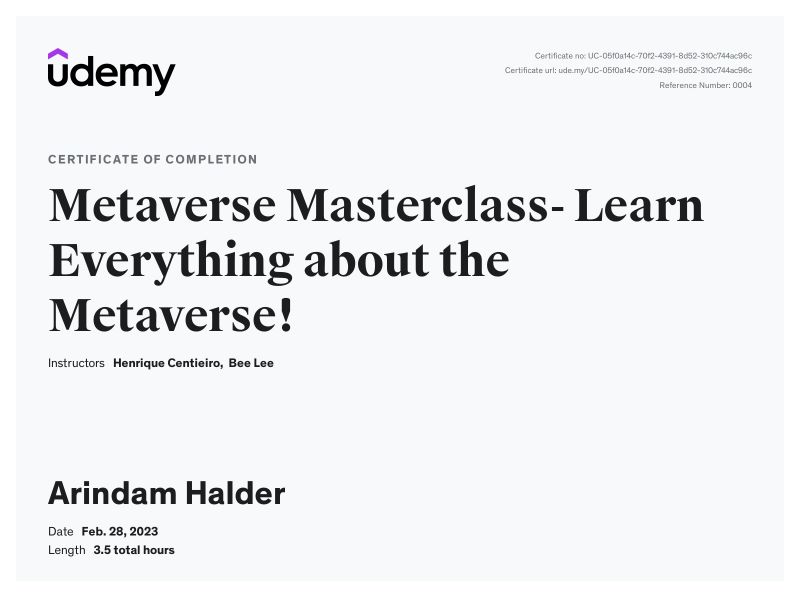 udemy
Certificate no: UC-05f0a14c-70f2-4391-8d52-310c744ac96c
Certificate url: ude.my/UC-05f0a14c-70f2-4391-8d52-310c744ac96c
Reference Number: 0004
CERTIFICATE OF COMPLETION
Metaverse Masterclass- Learn
Everything about the
Metaverse!
Instructors Henrique Centieiro, Bee Lee
Arindam Halder
Date Feb. 28, 2023
Length 3.5 total hours